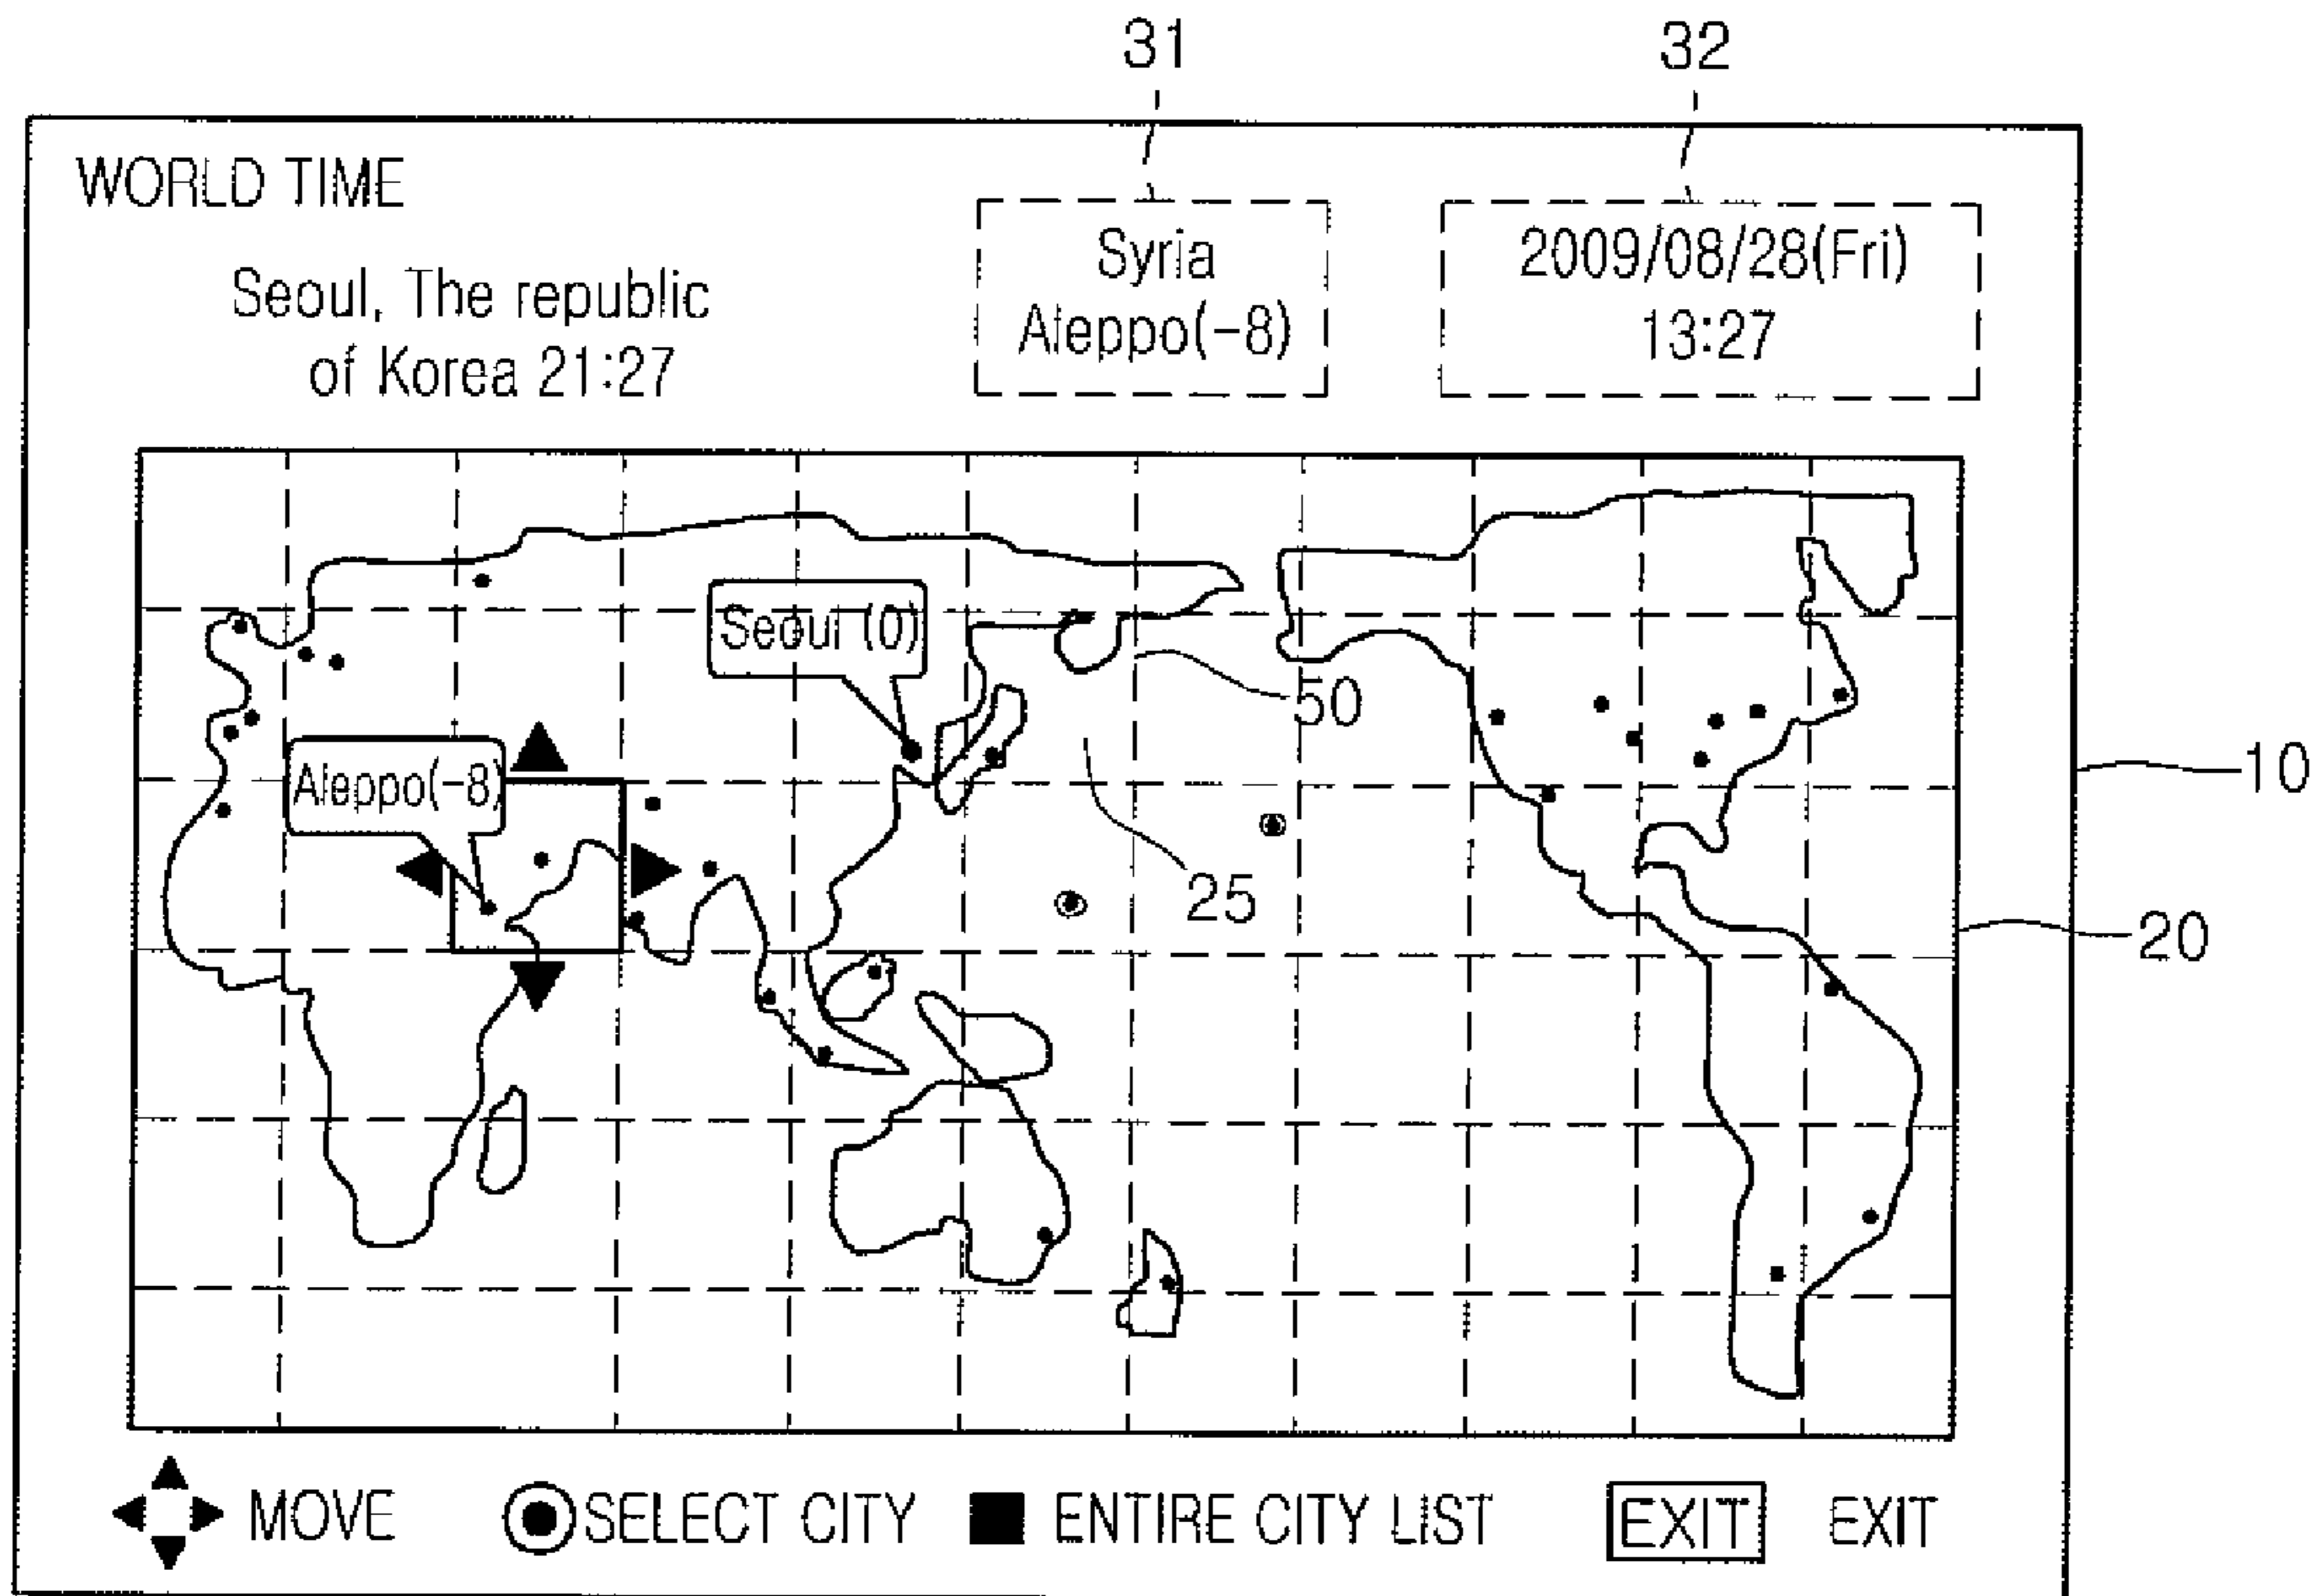 31
32
WORLD TIME
Seoul, The republic
of Korea 21:27
Syria
Aleppo(-8)
2009/08/28(Fri)
13:27
Seoul (0)
50
Aleppo(-8)
10
25
20
MOVE
SELECT CITY
ENTIRE CITY LIST
EXIT
EXIT